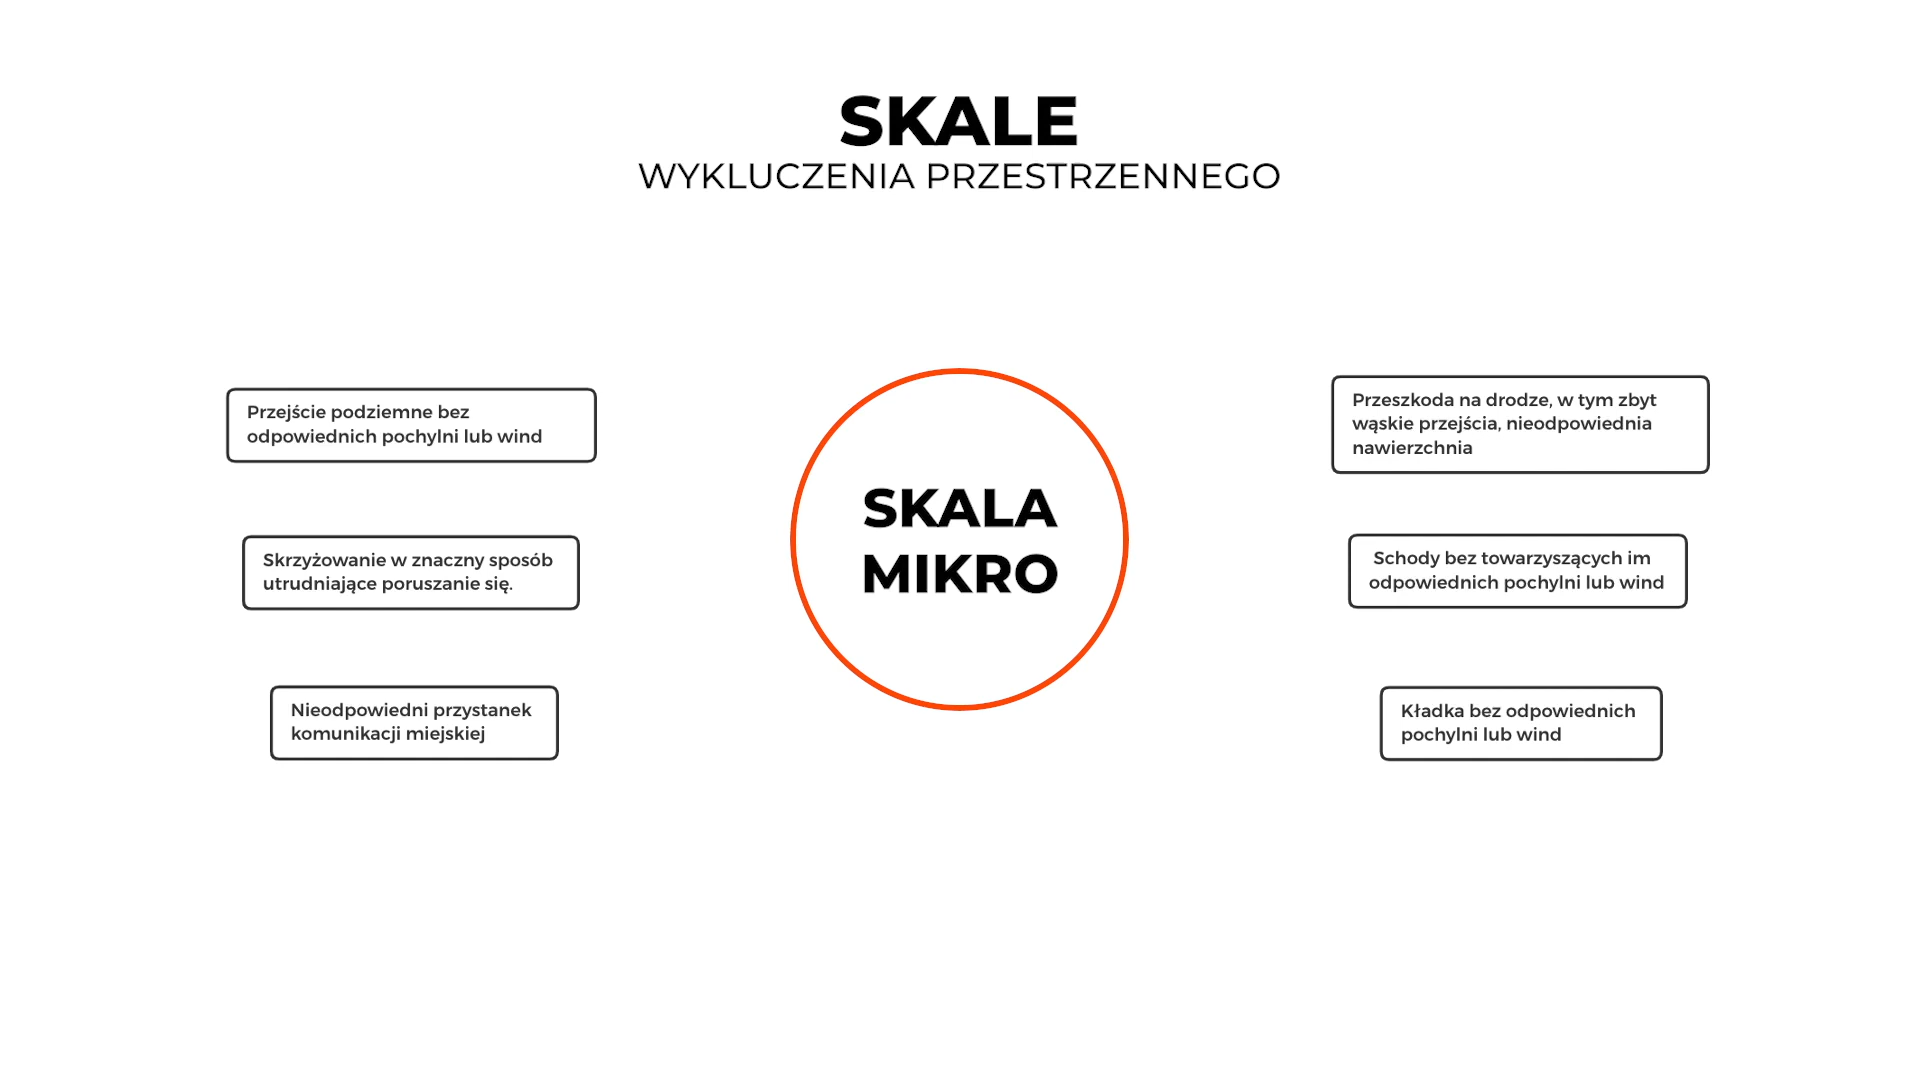 SKALE
WYKLUCZENIA PRZESTRZENNEGO
Przejście podziemne bez
odpowiednich pochylni lub wind
Skrzyżowanie w znaczny sposób
utrudniające poruszanie się.
Nieodpowiedni przystanek
komunikacji miejskiej
SKALA
MIKRO
Przeszkoda na drodze, w tym zbyt
wąskie przejścia, nieodpowiednia
nawierzchnia
Schody bez towarzyszących im
odpowiednich pochylni lub wind
Kładka bez odpowiednich
pochylni lub wind